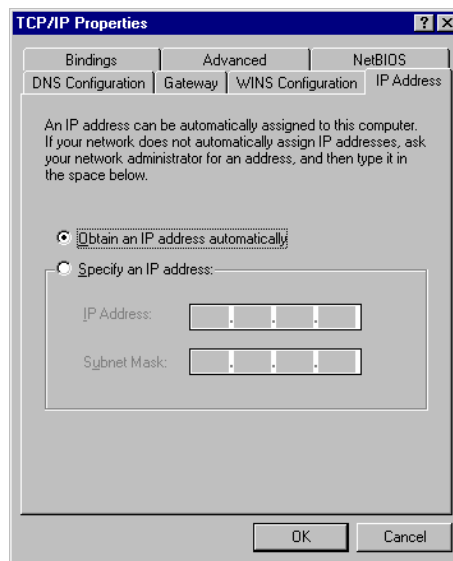 TCP/IP Properties
? X
Bindings Advanced NetBIOS
DNS Configuration Gateway WINS Configuration IP Address
An IP address can be automatically assigned to this computer.
If your network does not automatically assign IP addresses, ask
your network administrator for an address, and then type it in
the space below.
Obtain an IP address automatically
Specify an IP address:
IP Address:
. . .
Subnet Mask:
. . .
OK Cancel